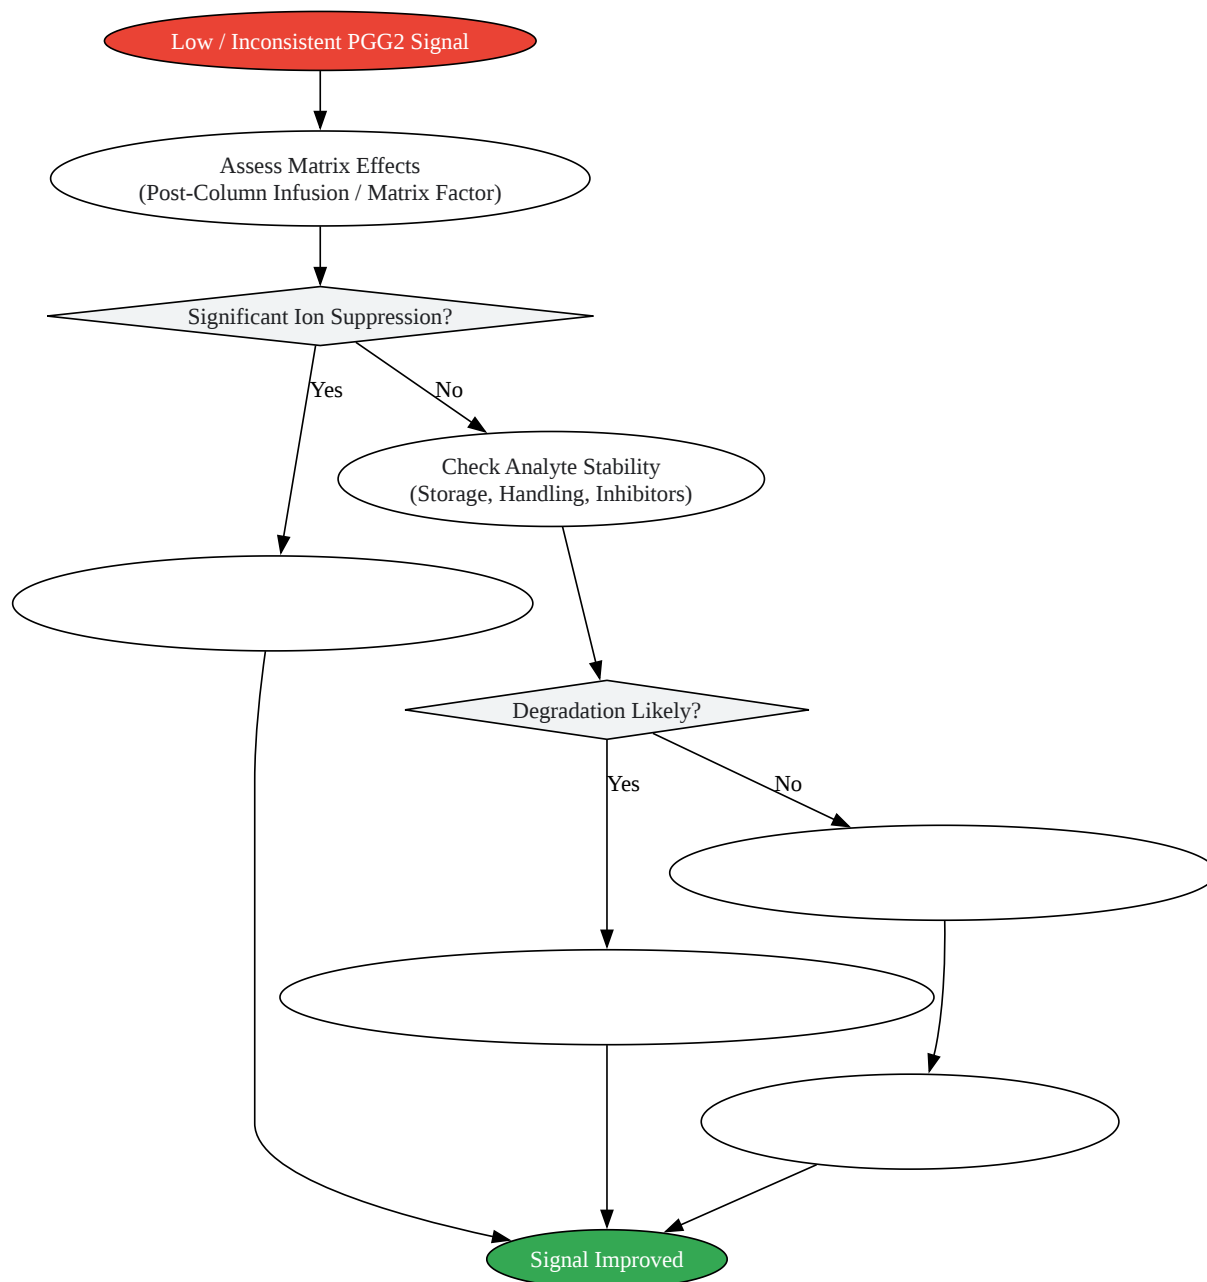 Low / Inconsistent PGG2 Signal
Assess Matrix Effects
(Post-Column Infusion / Matrix Factor)
Significant Ion Suppression?
Yes
No
Check Analyte Stability
(Storage, Handling, Inhibitors)
Degradation Likely?
Yes
No
Signal Improved